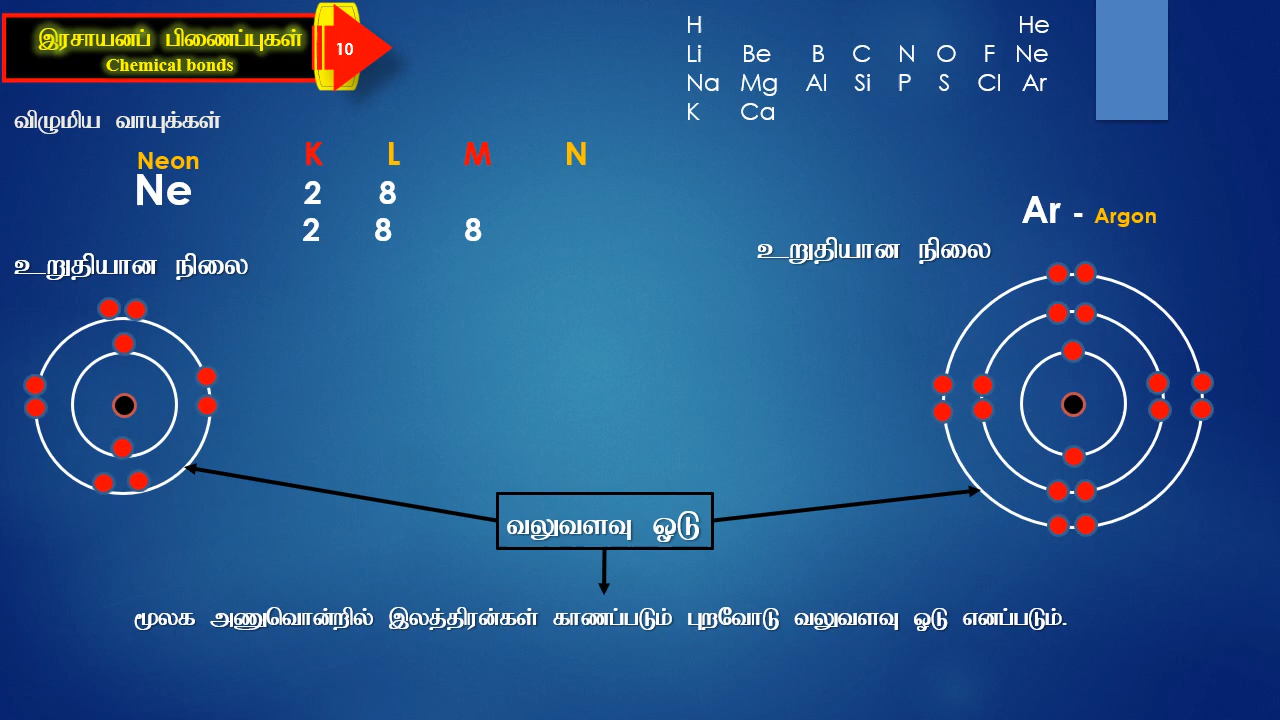 இரசாயனப் பிணைப்புகள்
Chemical bonds
10
H He
Li Be B C N O F Ne
Na Mg Al Si P S Cl Ar
K Ca
விழுமிய வாயுக்கள்
Neon K L M N
Ne 2 8
2 8 8
Ar - Argon
உறுதியான நிலை
உறுதியான நிலை
வலுவளவு ஓடு
மூலக அணுவொன்றில் இலத்திரன்கள் காணப்படும் புறவோடு வலுவளவு ஓடு எனப்படும்.